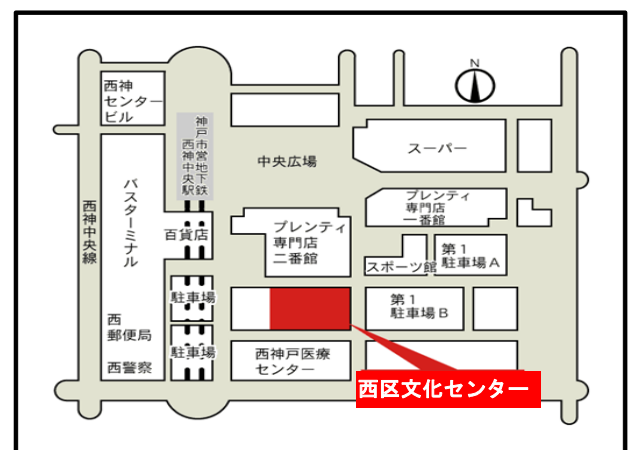 N
西神
センター
ビル
神戸市営地下鉄
西神中央駅
中央広場
スーパー
バスターミナル
西神中央線
百貨店
プレンティ
専門店
一番館
プレンティ
専門店
二番館
スポーツ館
第1
駐車場A
駐車場
第1
駐車場B
西
郵便局
駐車場
西警察
西神戸医療
センター
西区文化センター